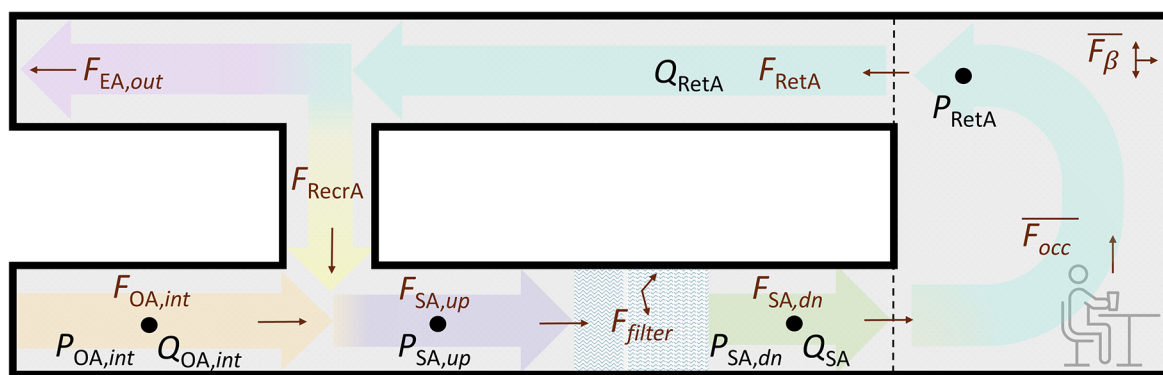 F_EA,out
Q_RetA
F_RetA
F_β
P_RetA
F_RecrA
F_occ
F_OA,int
F_SA,up
F_SA,dn
F_filter
P_OA,int
Q_OA,int
P_SA,up
P_SA,dn
Q_SA